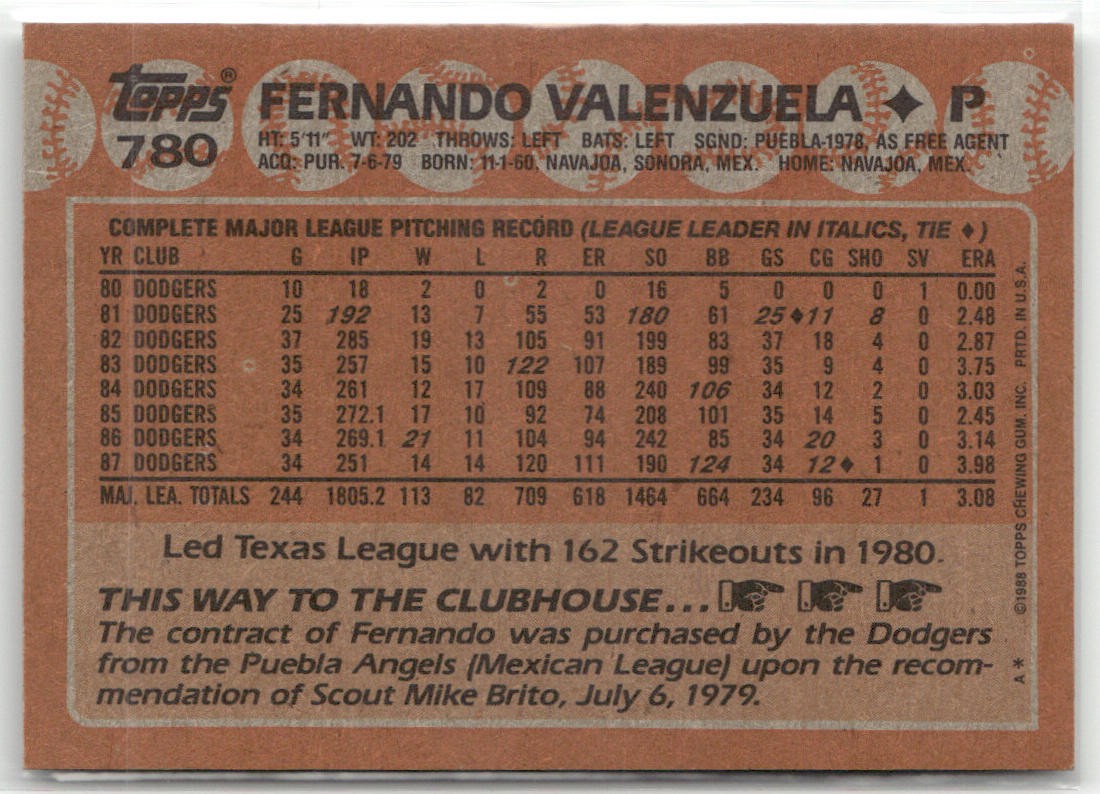 Topps®
780
FERNANDO VALENZUELA ♦ P
HT: 5'11" WT: 202 THROWS: LEFT BATS: LEFT SGND: PUEBLA-1978, AS FREE AGENT
ACQ: PUR. 7-6-79 BORN: 11-1-60, NAVAJOA, SONORA, MEX. HOME: NAVAJOA, MEX.
COMPLETE MAJOR LEAGUE PITCHING RECORD (LEAGUE LEADER IN ITALICS, TIE ♦)
YR CLUB G IP W L R ER SO BB GS CG SHO SV ERA
80 DODGERS 10 18 2 0 2 0 16 5 0 0 0 1 0.00
81 DODGERS 25 192 13 7 55 53 180 61 25 ♦11 8 0 2.48
82 DODGERS 37 285 19 13 105 91 199 83 37 18 4 0 2.87
83 DODGERS 35 257 15 10 122 107 189 99 35 9 4 0 3.75
84 DODGERS 34 261 12 17 109 88 240 106 34 12 2 0 3.03
85 DODGERS 35 272.1 17 10 92 74 208 101 35 14 5 0 2.45
86 DODGERS 34 269.1 21 11 104 94 242 85 34 20 3 0 3.14
87 DODGERS 34 251 14 14 120 111 190 124 34 12♦ 1 0 3.98
MAJ. LEA. TOTALS 244 1805.2 113 82 709 618 1464 664 234 96 27 1 3.08
Led Texas League with 162 Strikeouts in 1980.
THIS WAY TO THE CLUBHOUSE...
The contract of Fernando was purchased by the Dodgers
from the Puebla Angels (Mexican League) upon the recom-
mendation of Scout Mike Brito, July 6, 1979.
A* ©1988 TOPPS CHEWING GUM, INC. PRTD. IN U.S.A.